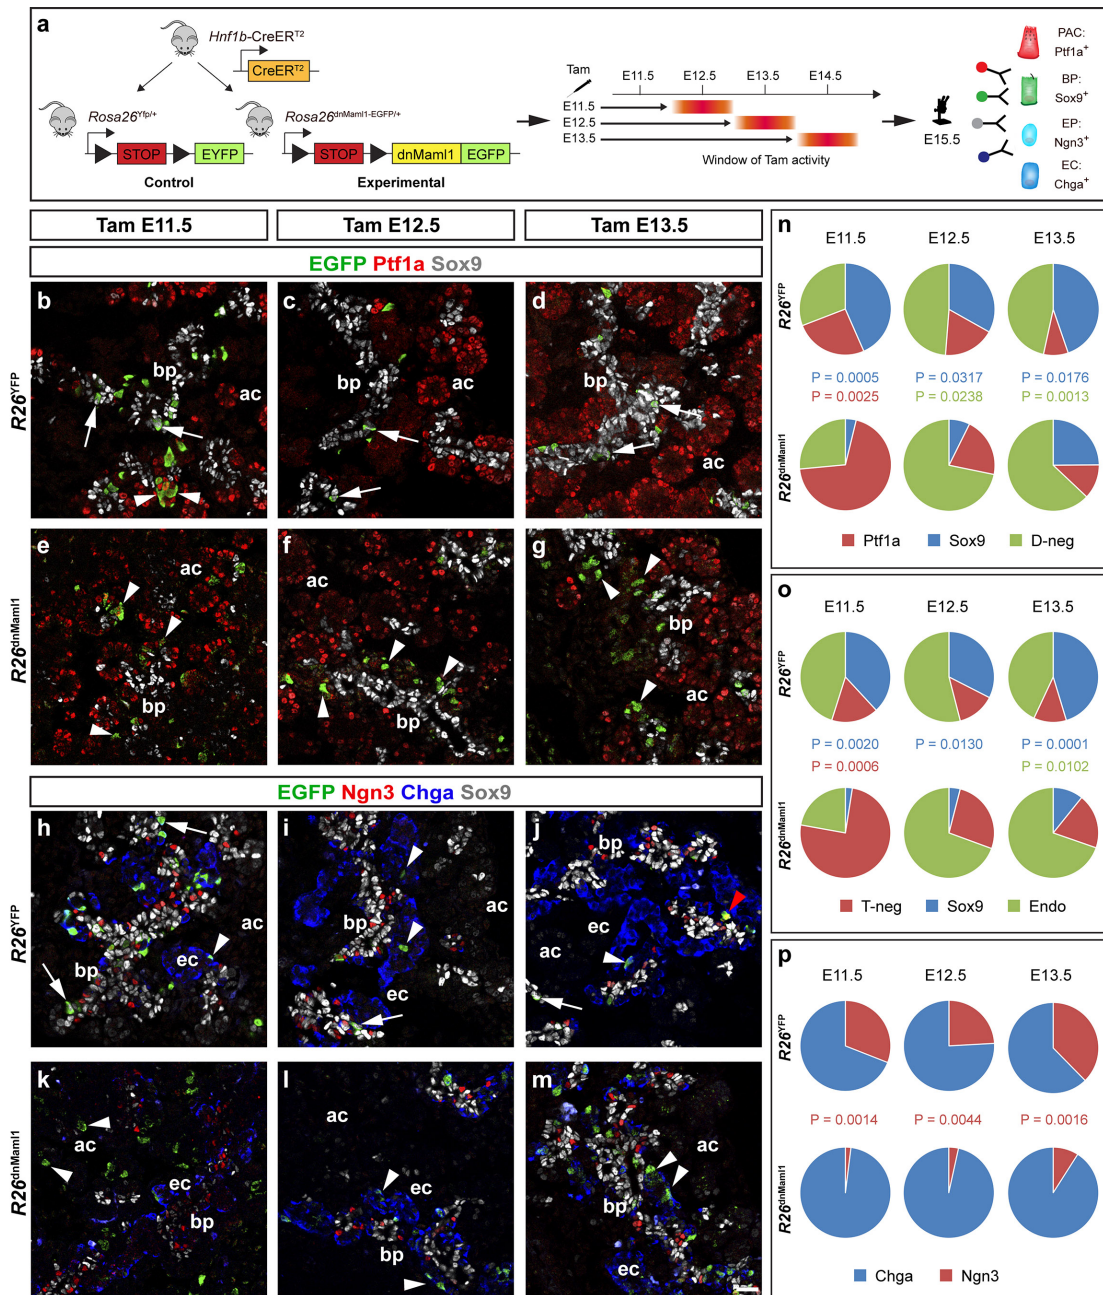 a
Hnf1b-CreERT2
CreERT2
Rosa26Yfp/+
STOP
EYFP
Control
Rosa26dnMaml1-EGFP/+
STOP
dnMaml1
EGFP
Experimental
Tam
E11.5
E12.5
E13.5
E14.5
E11.5
E12.5
E13.5
Window of Tam activity
E15.5
PAC:
Ptf1a+
BP:
Sox9+
EP:
Ngn3+
EC:
Chga+
Tam E11.5
Tam E12.5
Tam E13.5
EGFP Ptf1a Sox9
R26YFP
b
bp
ac
c
bp
ac
d
bp
ac
R26dnMaml1
e
ac
bp
f
ac
bp
g
bp
ac
EGFP Ngn3 Chga Sox9
R26YFP
h
ac
bp
ec
i
bp
ac
ec
j
bp
ec
ac
R26dnMaml1
k
ac
ec
bp
l
ac
ec
bp
m
ac
bp
ec
n
E11.5 E12.5 E13.5
R26YFP
P = 0.0005 P = 0.0317 P = 0.0176
P = 0.0025 P = 0.0238 P = 0.0013
R26dnMaml1
Ptf1a Sox9 D-neg
o
E11.5 E12.5 E13.5
R26YFP
P = 0.0020 P = 0.0130 P = 0.0001
P = 0.0006 P = 0.0102
R26dnMaml1
T-neg Sox9 Endo
p
E11.5 E12.5 E13.5
R26YFP
P = 0.0014 P = 0.0044 P = 0.0016
R26dnMaml1
Chga Ngn3